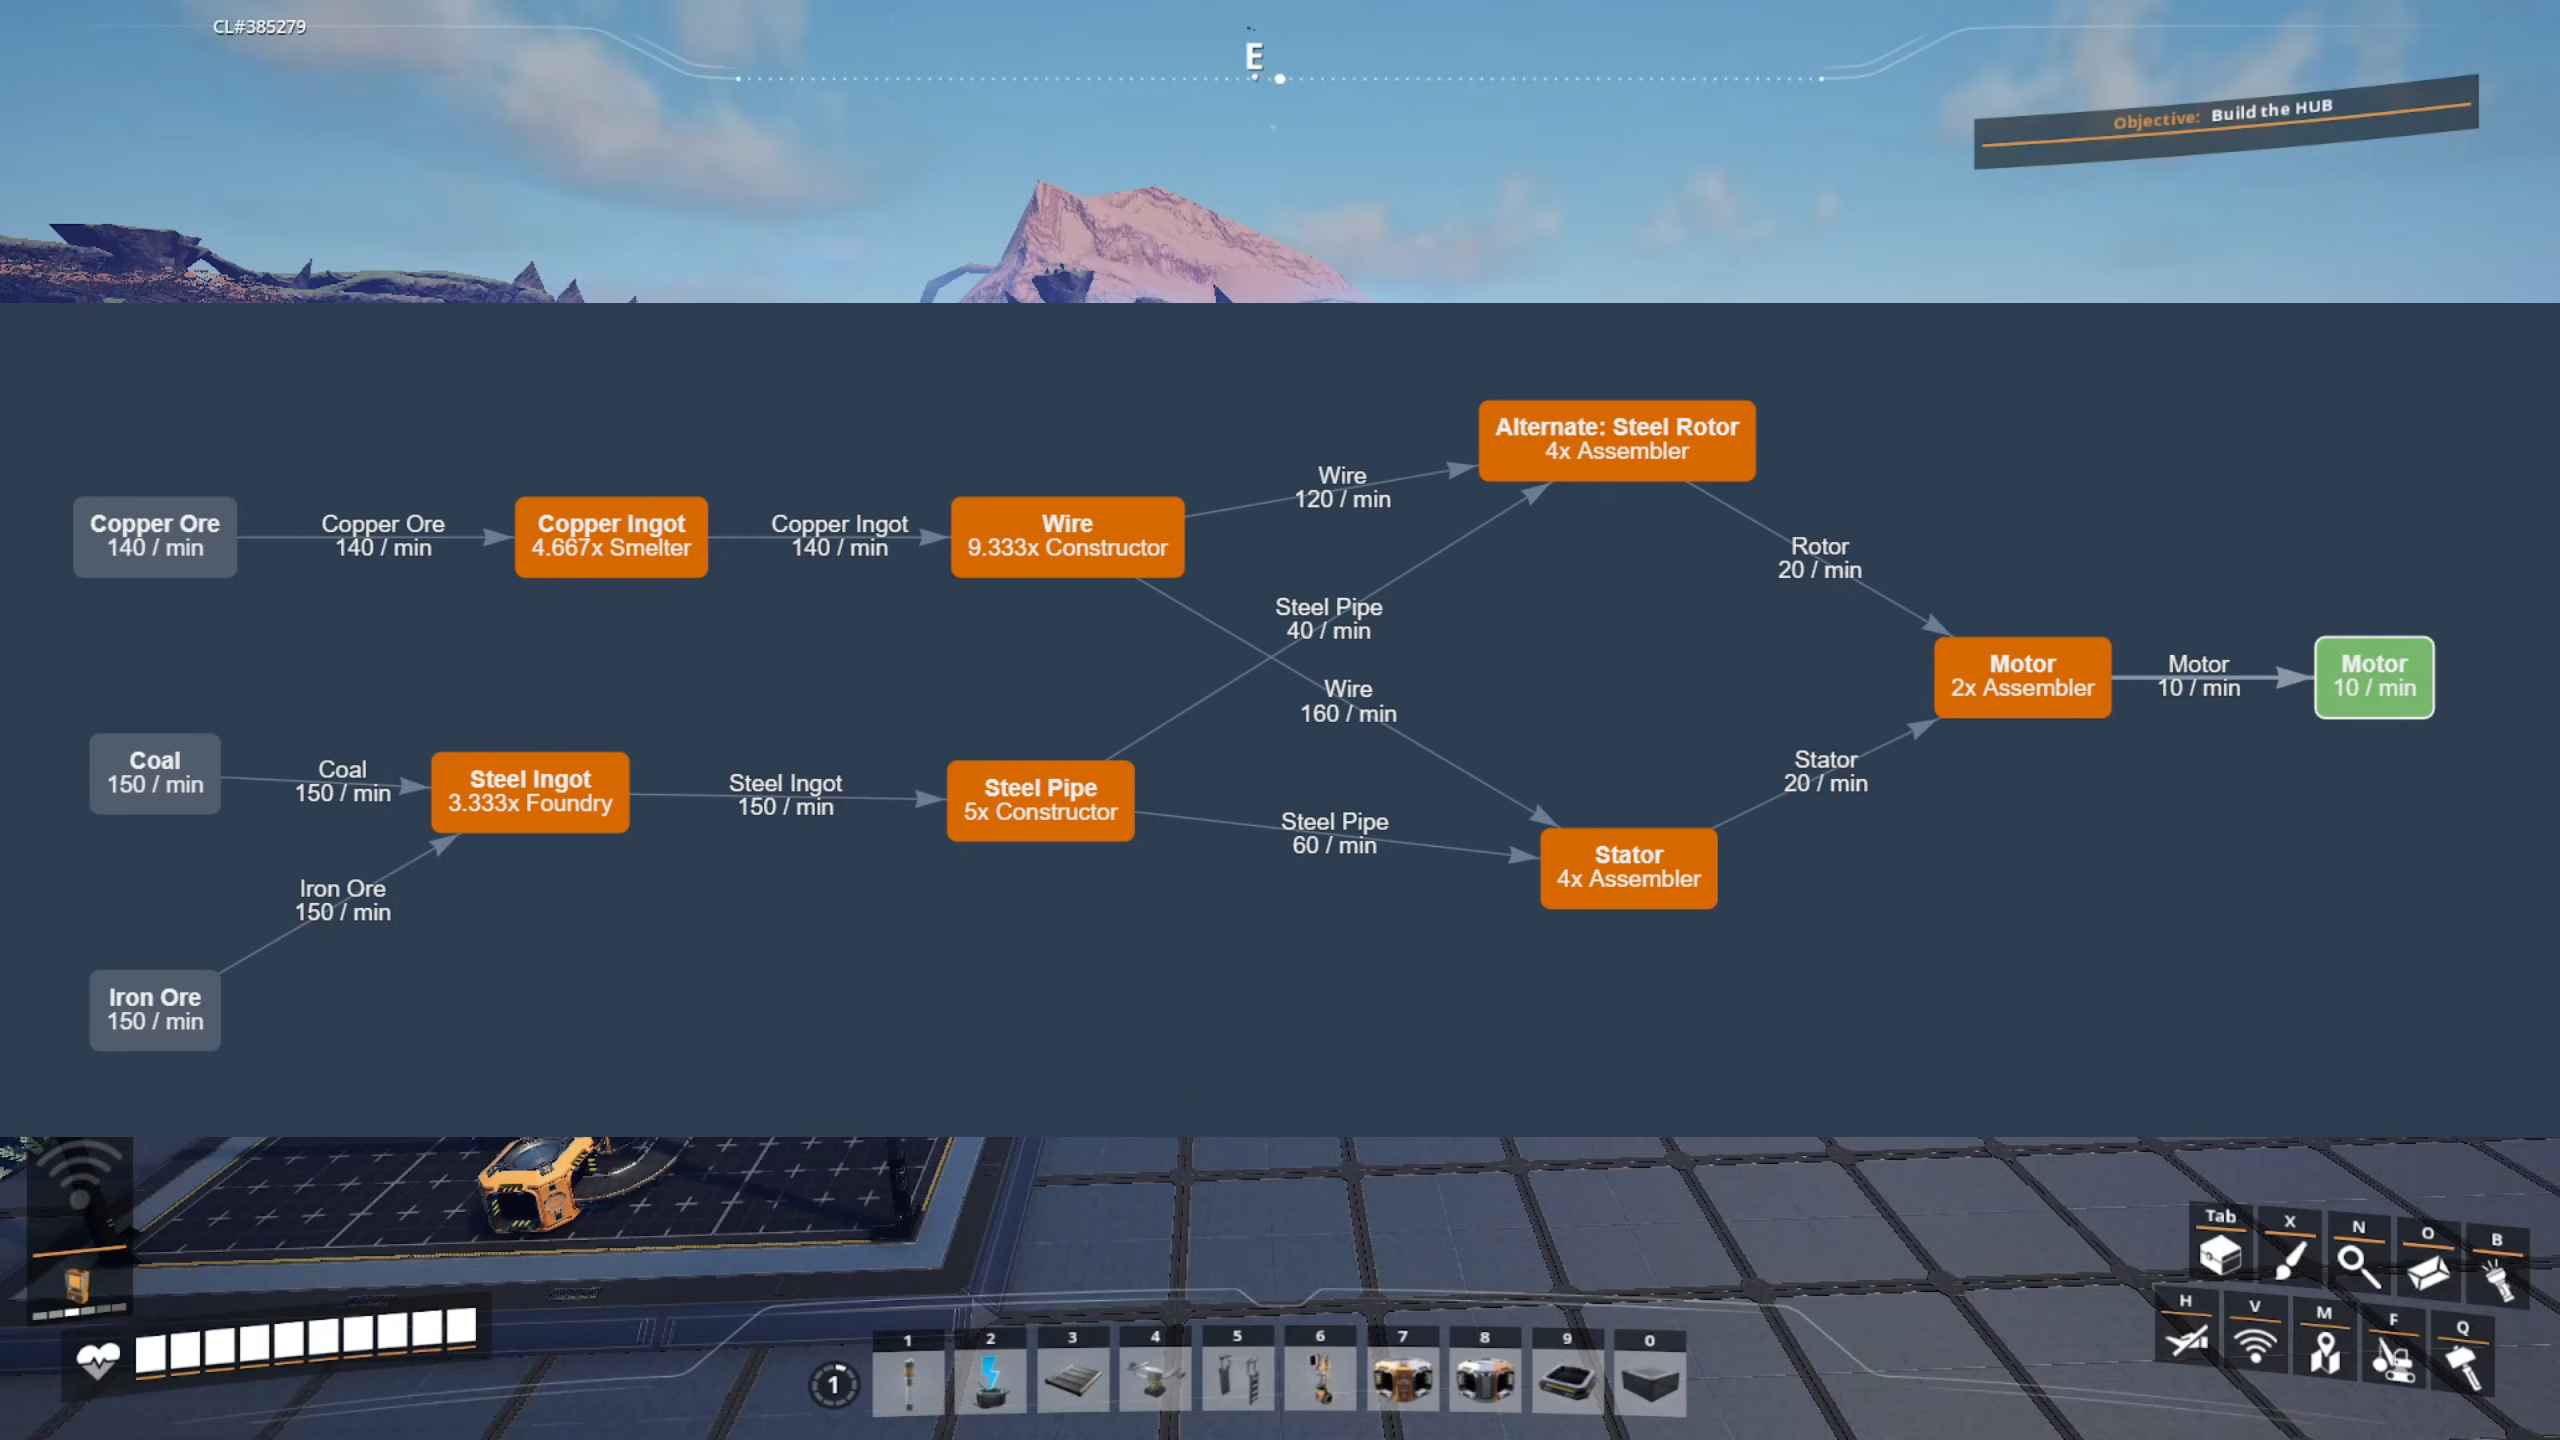 CL#385279
E
Objective: Build the HUB
Alternate: Steel Rotor
4x Assembler
Wire
120 / min
Copper Ore
140 / min
Copper Ore
140 / min
Copper Ingot
4.667x Smelter
Copper Ingot
140 / min
Wire
9.333x Constructor
Rotor
20 / min
Steel Pipe
40 / min
Motor
2x Assembler
Motor
10 / min
Motor
10 / min
Wire
160 / min
Coal
150 / min
Coal
150 / min
Steel Ingot
3.333x Foundry
Steel Ingot
150 / min
Steel Pipe
5x Constructor
Stator
20 / min
Steel Pipe
60 / min
Stator
4x Assembler
Iron Ore
150 / min
Iron Ore
150 / min
Tab X N O B
H V M F Q
1 2 3 4 5 6 7 8 9 0
1